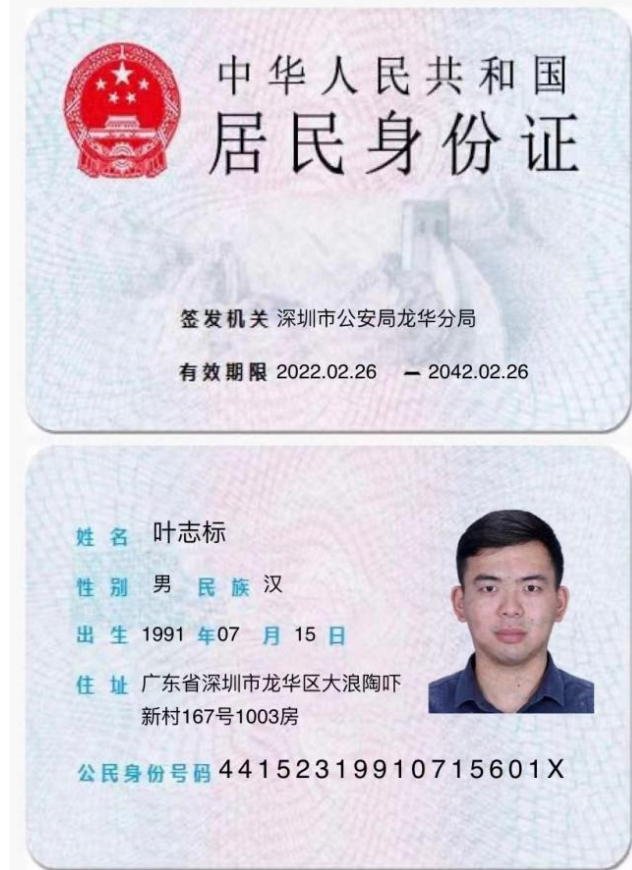 中华人民共和国
居民身份证
签发机关 深圳市公安局龙华分局
有效期限 2022.02.26 － 2042.02.26
姓名 叶志标
性别 男 民族 汉
出生 1991 年07 月 15 日
住址 广东省深圳市龙华区大浪陶吓
新村167号1003房
公民身份号码 44152319910715601X